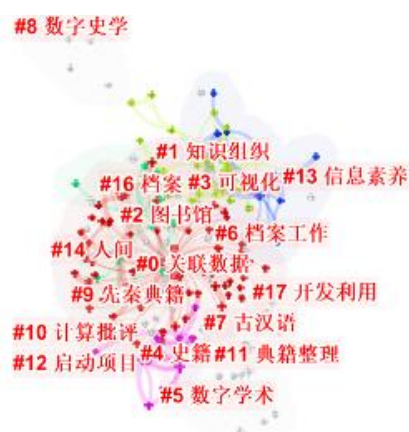 #8 数字史学
#1 知识组织
#16 档案 #3 可视化 #13 信息素养
#2 图书馆
#6 档案工作
#14 人间
#0 关联数据
#9 先秦典籍
#17 开发利用
#7 古汉语
#10 计算批评
#4 史籍 #11 典籍整理
#12 启动项目
#5 数字学术